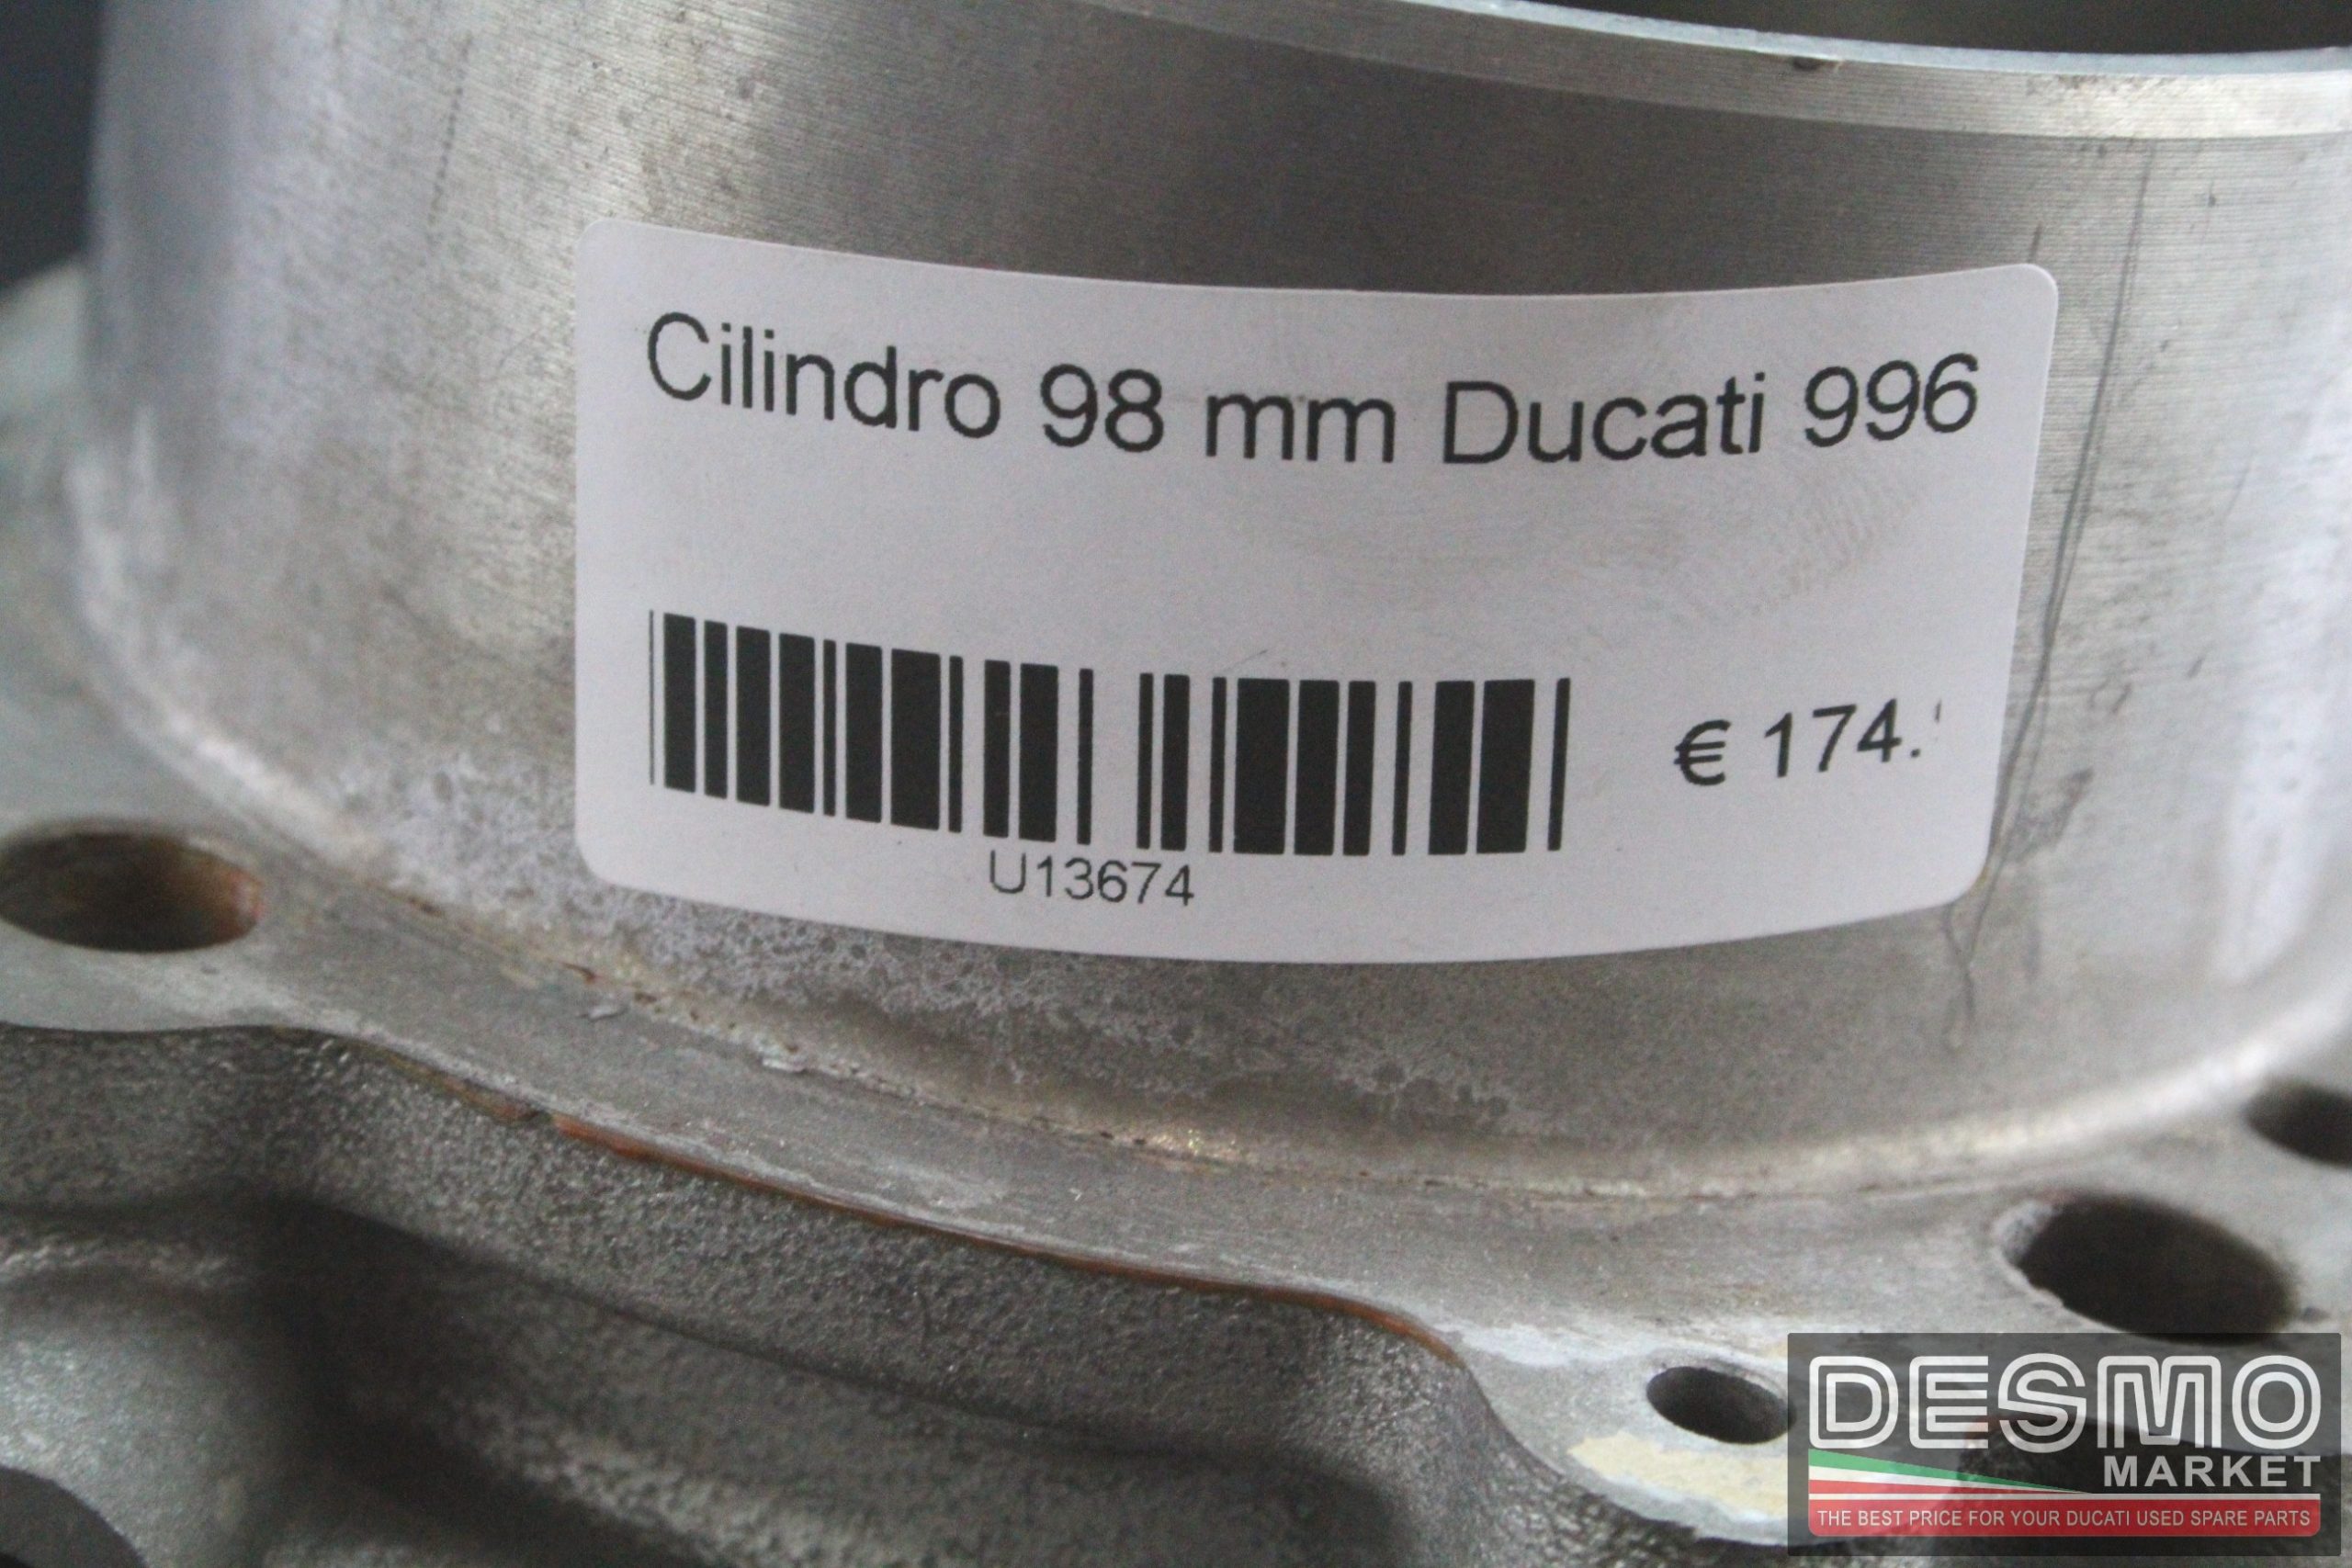 Cilindro 98 mm Ducati 996
€ 174.
U13674
DESMO
MARKET
THE BEST PRICE FOR YOUR DUCATI USED SPARE PARTS